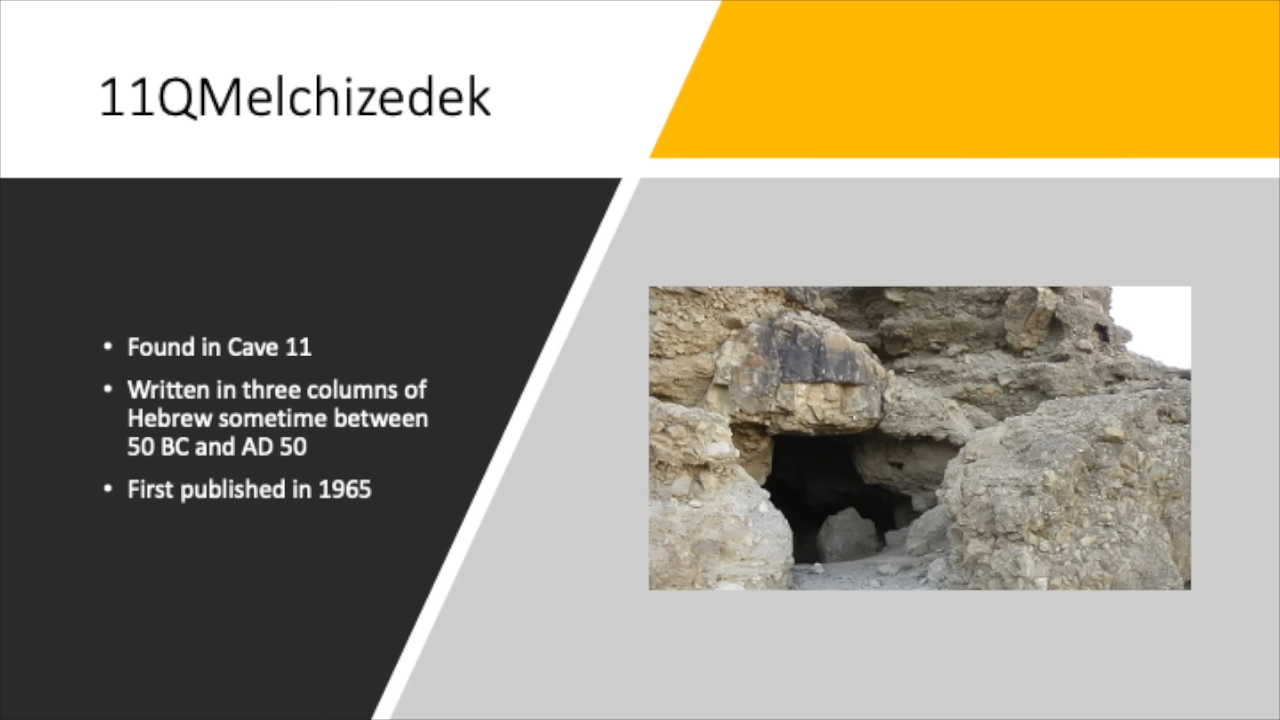 11QMelchizedek
• Found in Cave 11
• Written in three columns of
Hebrew sometime between
50 BC and AD 50
• First published in 1965